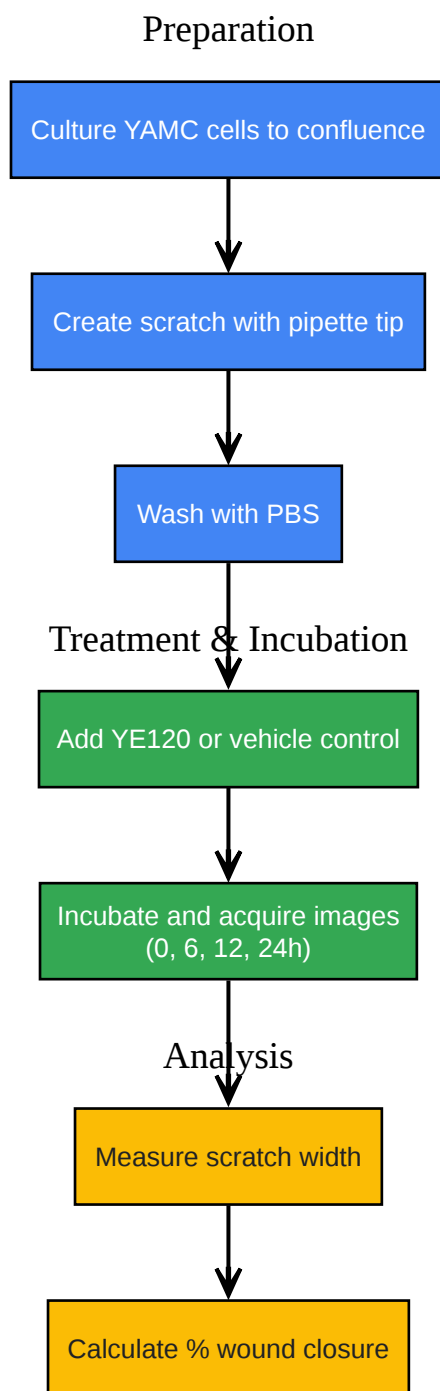 Preparation
Culture YAMC cells to confluence
Create scratch with pipette tip
Wash with PBS
Treatment & Incubation
Add YE120 or vehicle control
Incubate and acquire images
(0, 6, 12, 24h)
Analysis
Measure scratch width
Calculate % wound closure